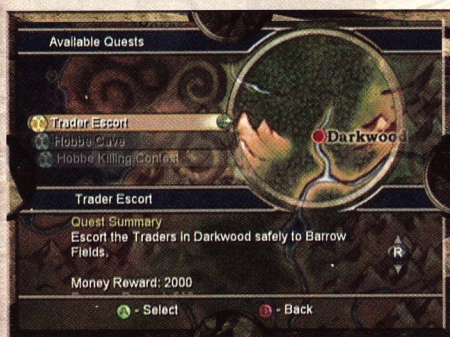 Available Quests
Trader Escort
Hobbe Cave
Hobbe Killing Contest
Darkwood
Trader Escort
Quest Summary
Escort the Traders in Darkwood safely to Barrow
Fields.
R
Money Reward: 2000
A - Select
B - Back